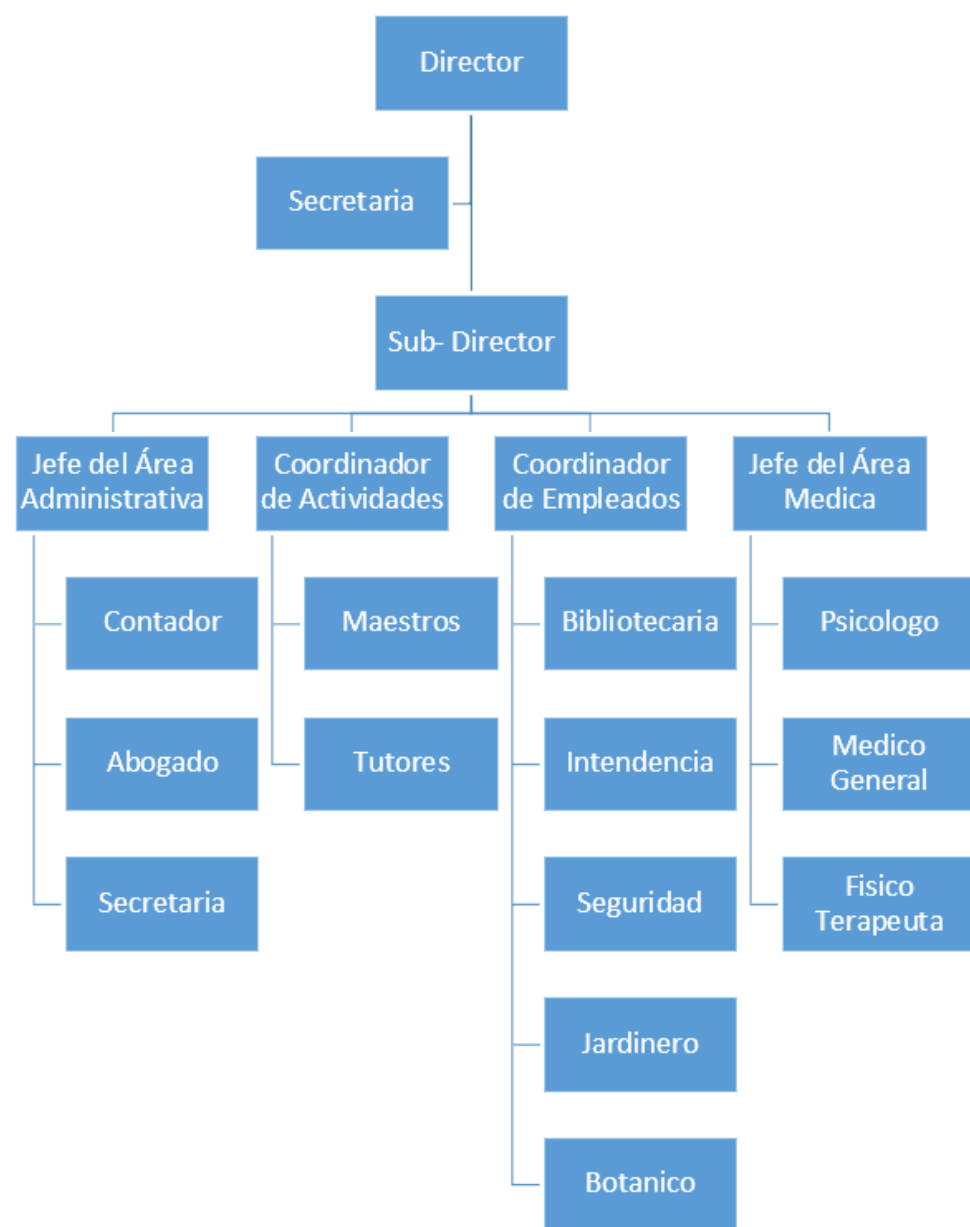 Director
Secretaria
Sub- Director
Jefe del Área
Administrativa
Contador
Abogado
Secretaria
Coordinador
de Actividades
Maestros
Tutores
Coordinador
de Empleados
Bibliotecaria
Intendencia
Seguridad
Jardinero
Botanico
Jefe del Área
Medica
Psicologo
Medico
General
Fisico
Terapeuta